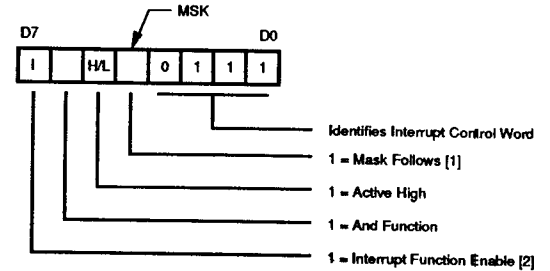 MSK
D7 D0
I H/L 0 1 1 1
Identifies Interrupt Control Word
1 = Mask Follows [1]
1 = Active High
1 = And Function
1 = Interrupt Function Enable [2]